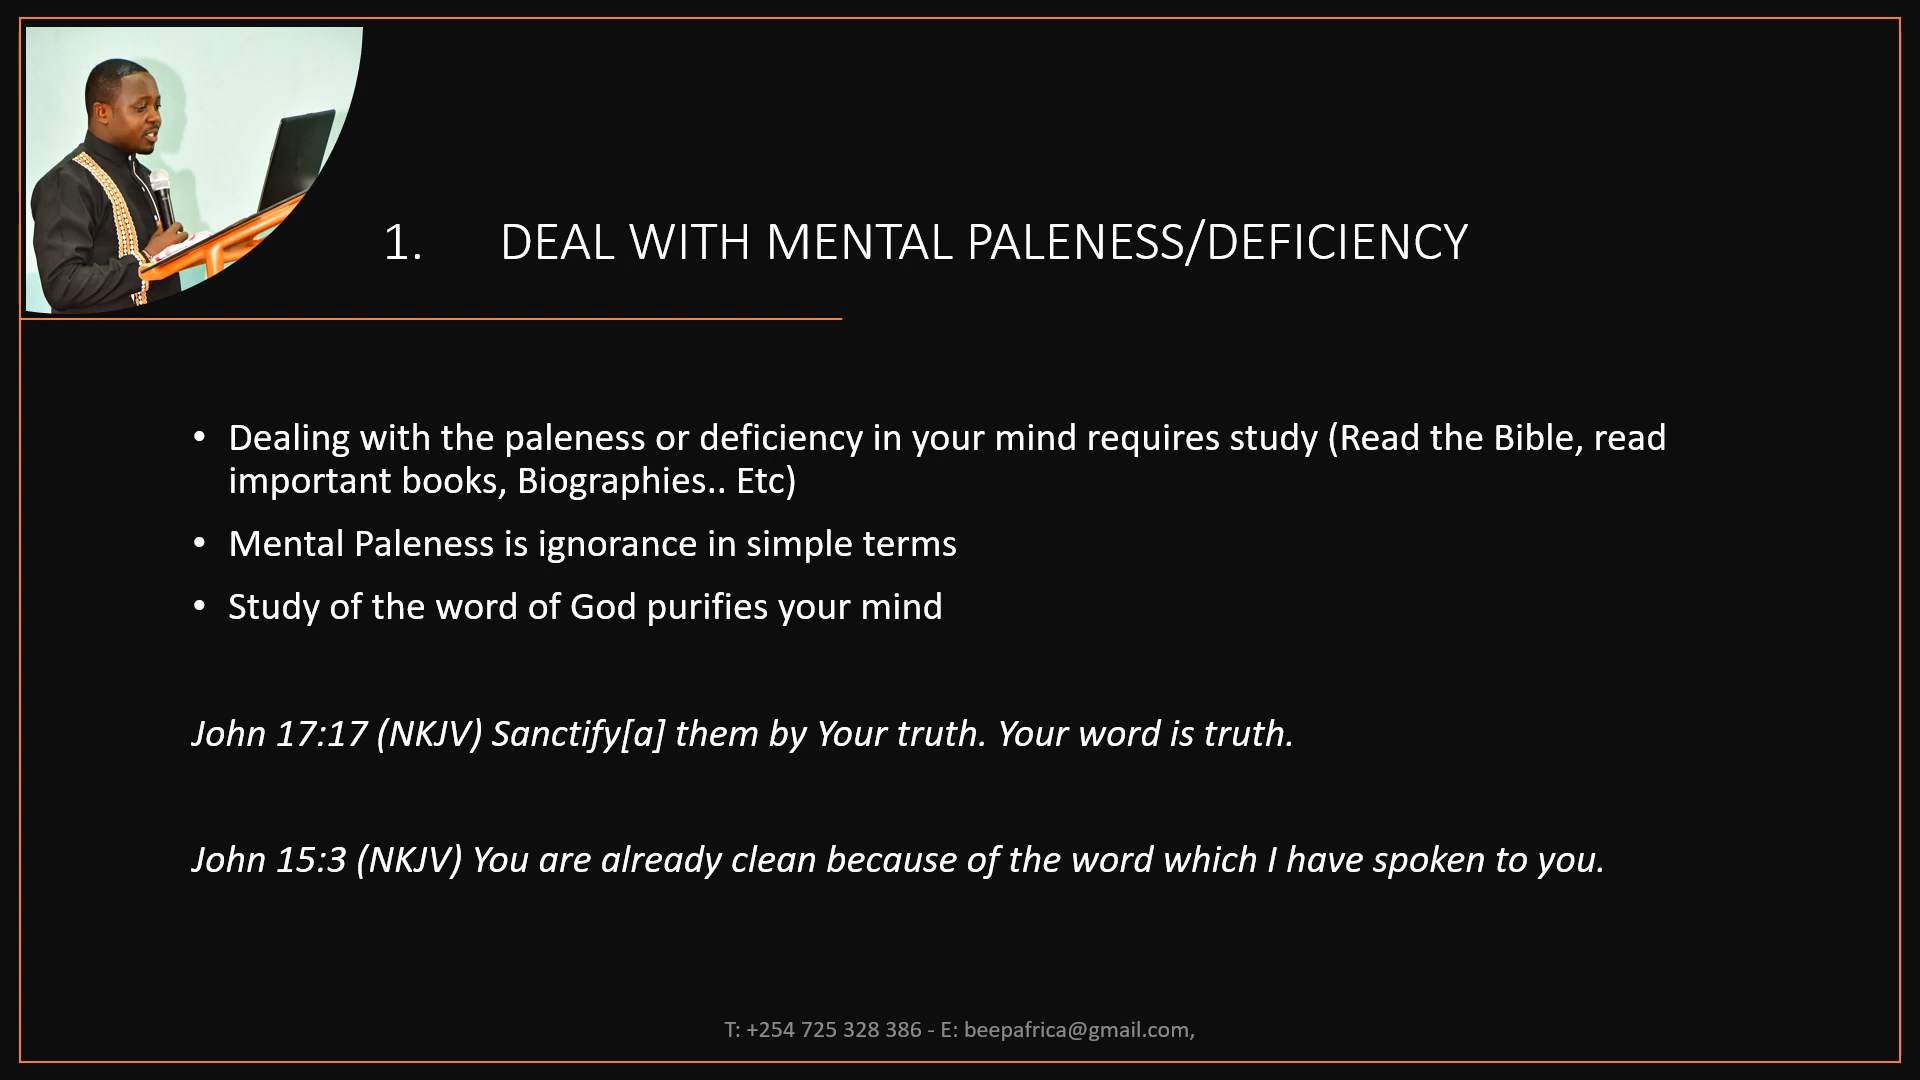 1. DEAL WITH MENTAL PALENESS/DEFICIENCY
• Dealing with the paleness or deficiency in your mind requires study (Read the Bible, read
important books, Biographies.. Etc)
• Mental Paleness is ignorance in simple terms
• Study of the word of God purifies your mind
John 17:17 (NKJV) Sanctify[a] them by Your truth. Your word is truth.
John 15:3 (NKJV) You are already clean because of the word which I have spoken to you.
T: +254 725 328 386 - E: beepafrica@gmail.com,